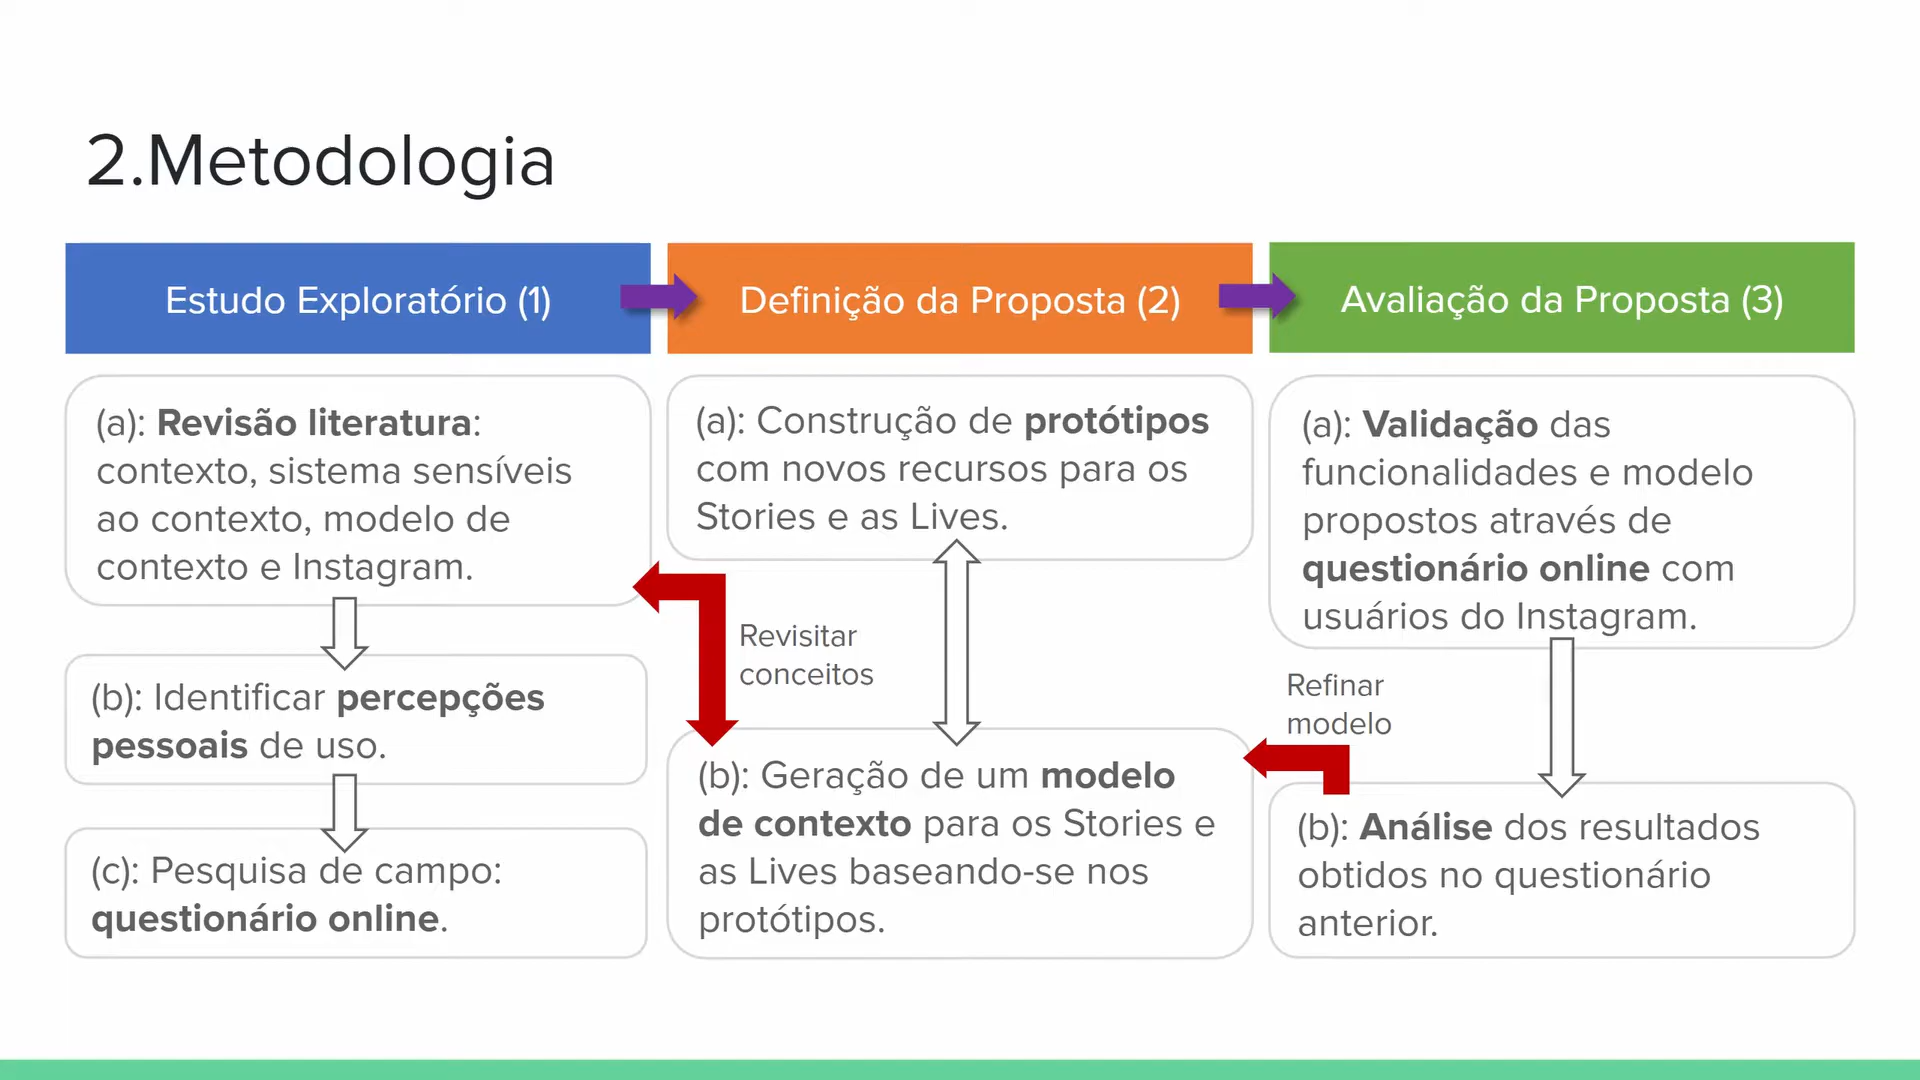 2.Metodologia
Estudo Exploratório (1)
Definição da Proposta (2)
Avaliação da Proposta (3)
(a): Revisão literatura:
contexto, sistema sensíveis
ao contexto, modelo de
contexto e Instagram.
(b): Identificar percepções
pessoais de uso.
(c): Pesquisa de campo:
questionário online.
(a): Construção de protótipos
com novos recursos para os
Stories e as Lives.
Revisitar
conceitos
(b): Geração de um modelo
de contexto para os Stories e
as Lives baseando-se nos
protótipos.
(a): Validação das
funcionalidades e modelo
propostos através de
questionário online com
usuários do Instagram.
Refinar
modelo
(b): Análise dos resultados
obtidos no questionário
anterior.